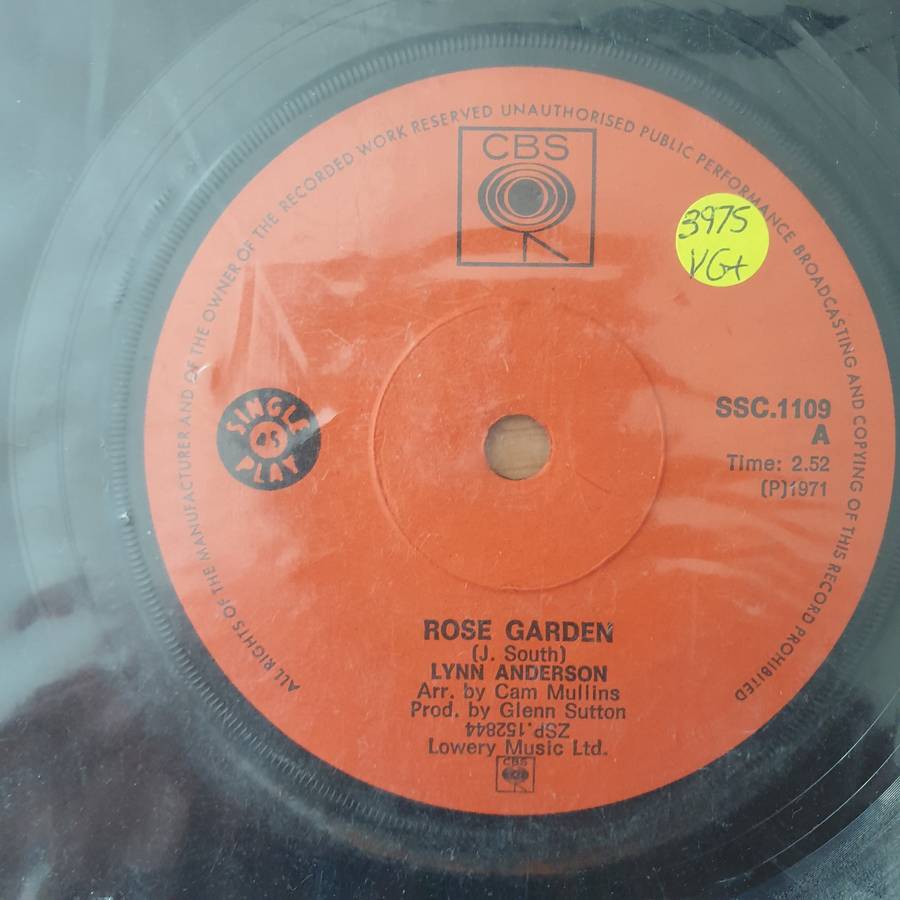 ALL RIGHTS OF THE MANUFACTURER AND OF THE OWNER OF THE RECORDED WORK RESERVED UNAUTHORISED PUBLIC PERFORMANCE BROADCASTING AND COPYING OF THIS RECORD PROHIBITED
CBS
3975
VG+
SINGLE
PLAY
SSC.1109
A
Time: 2.52
(P)1971
ROSE GARDEN
(J. South)
LYNN ANDERSON
Arr. by Cam Mullins
Prod. by Glenn Sutton
ZSP.152844
Lowery Music Ltd.
CBS